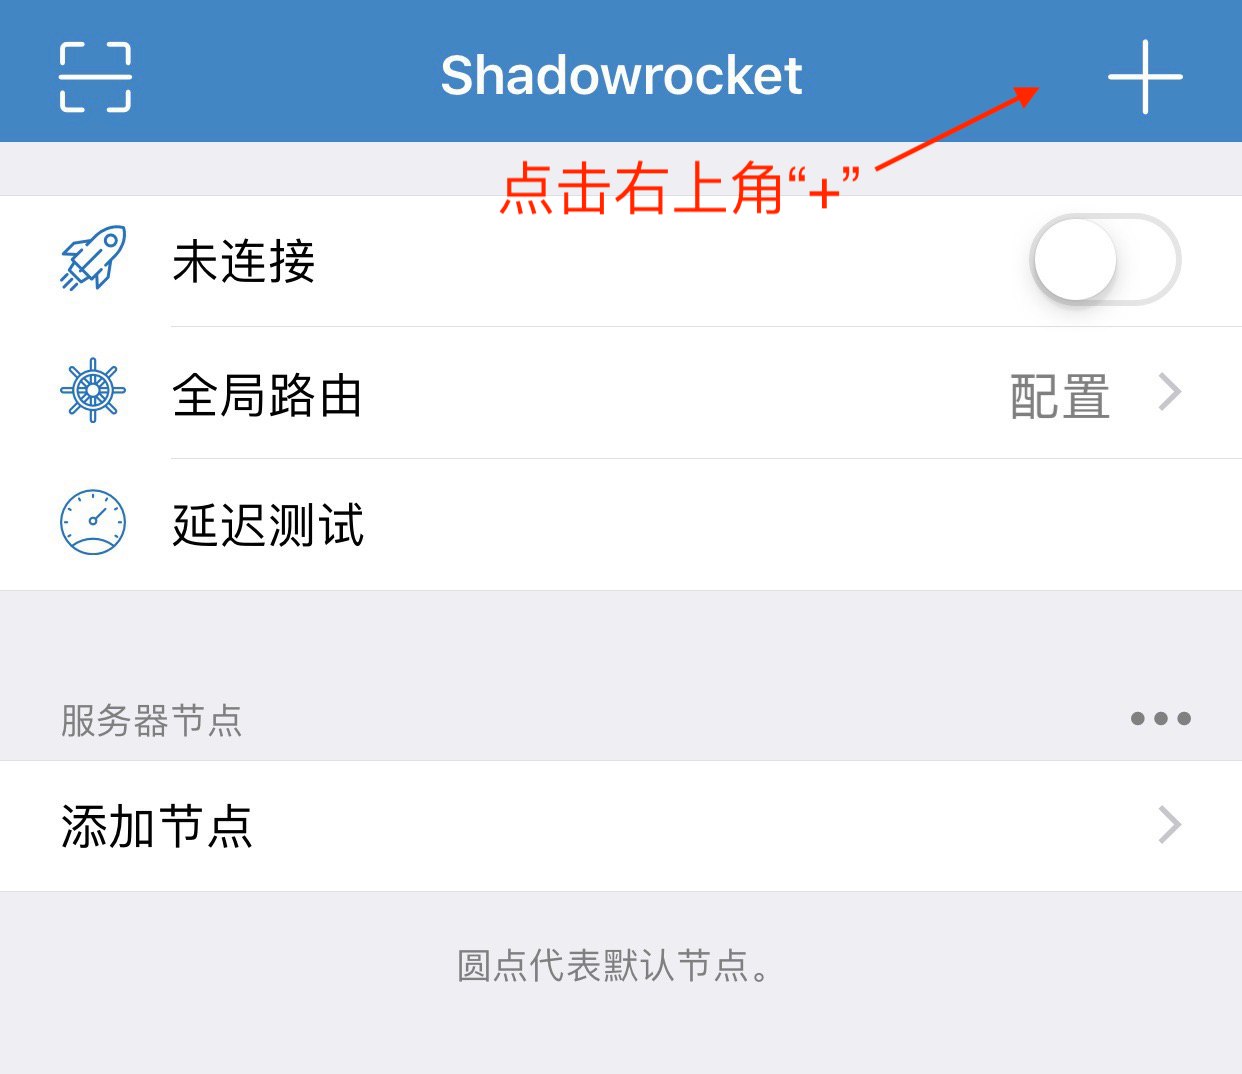 Shadowrocket
点击右上角“+”
未连接
全局路由 配置
延迟测试
服务器节点
添加节点
圆点代表默认节点。